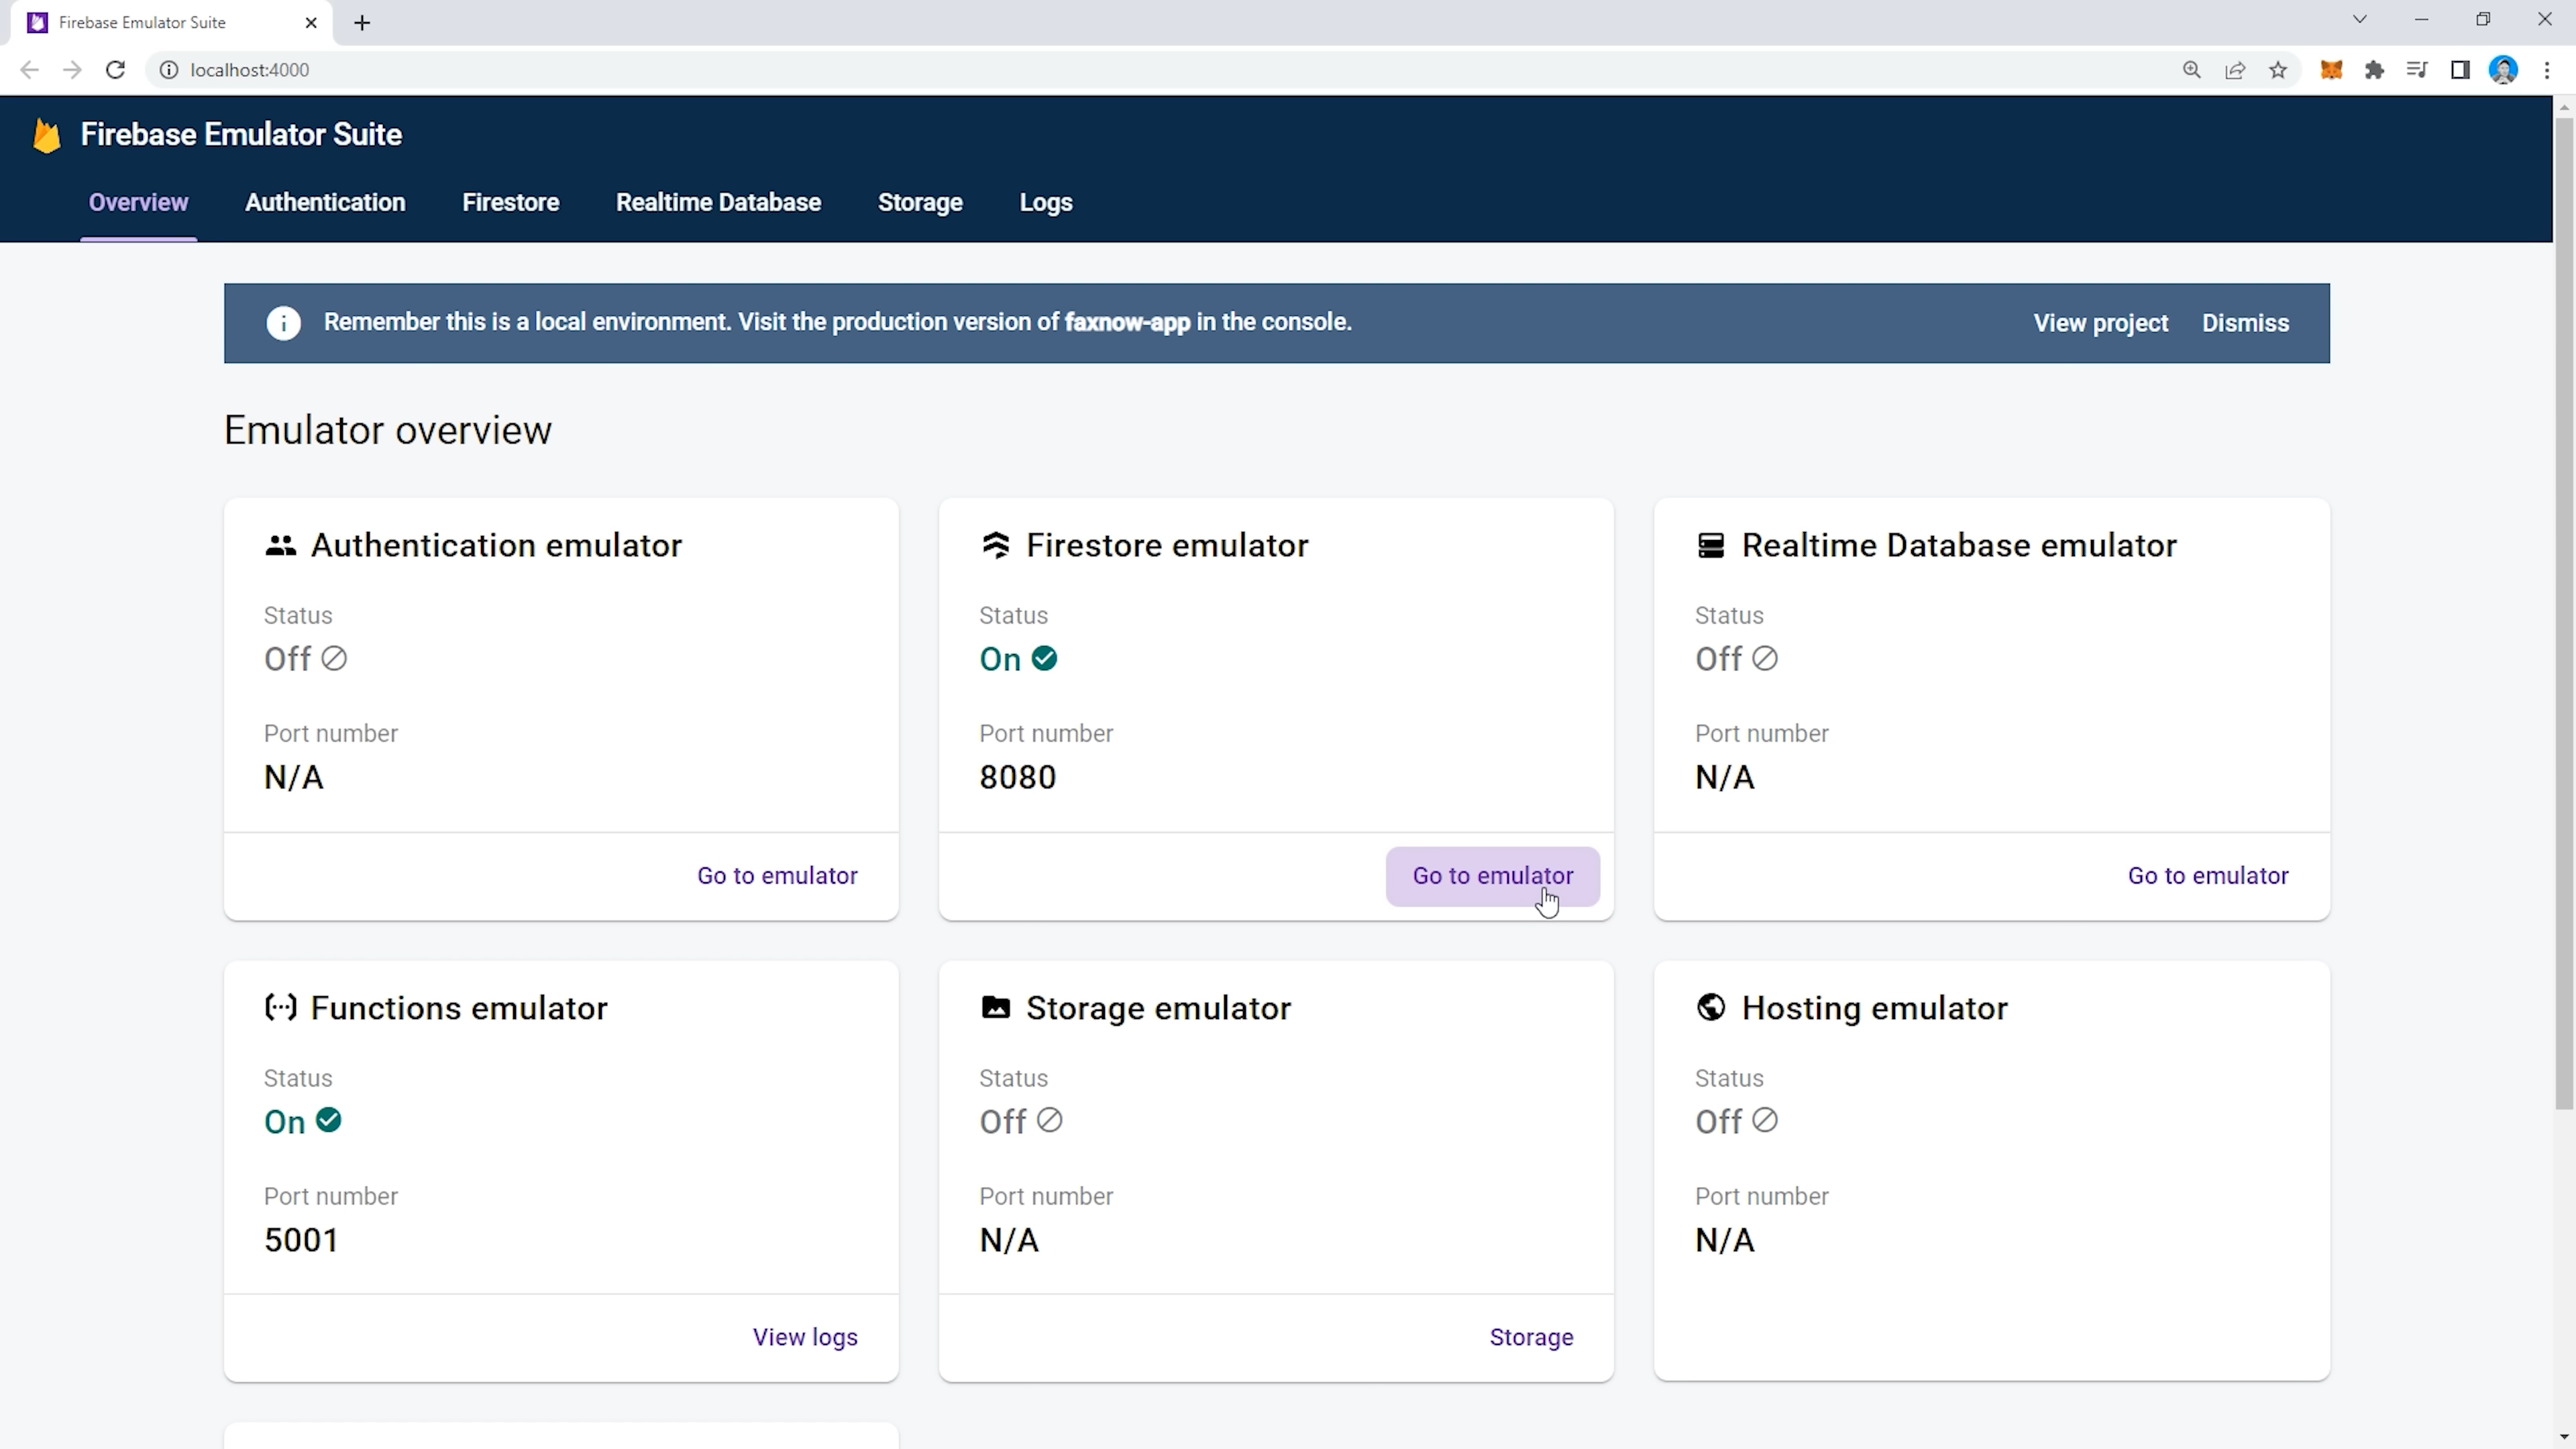 Firebase Emulator Suite
localhost:4000
Firebase Emulator Suite
Overview Authentication Firestore Realtime Database Storage Logs
Remember this is a local environment. Visit the production version of faxnow-app in the console. View project Dismiss
Emulator overview
Authentication emulator
Status
Off
Port number
N/A
Go to emulator
Firestore emulator
Status
On
Port number
8080
Go to emulator
Realtime Database emulator
Status
Off
Port number
N/A
Go to emulator
Functions emulator
Status
On
Port number
5001
View logs
Storage emulator
Status
Off
Port number
N/A
Storage
Hosting emulator
Status
Off
Port number
N/A